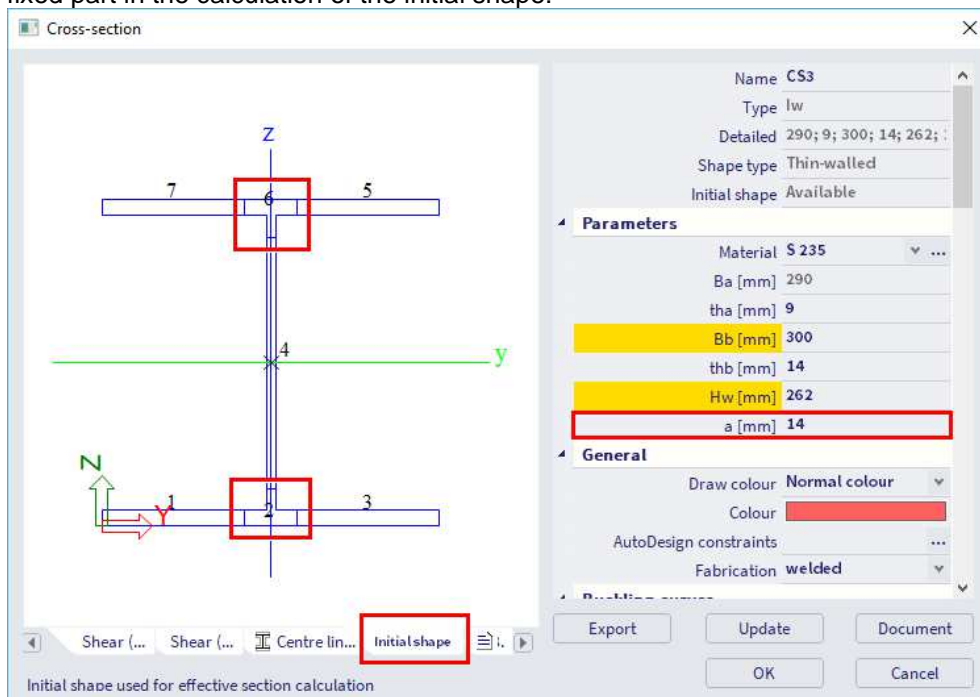 fixed part in the calculation of the initial shape.
Cross-section
Name CS3
Type Iw
Detailed 290; 9; 300; 14; 262;
Shape type Thin-walled
Initial shape Available
Parameters
Material S 235 ...
Ba [mm] 290
tha [mm] 9
Bb [mm] 300
thb [mm] 14
Hw [mm] 262
a [mm] 14
General
Draw colour Normal colour
Colour
AutoDesign constraints ...
Fabrication welded
Buckling curves
z
7 6 5
4 y
N
1 Y 2 3
Shear (... Shear (... Centre lin... Initial shape
Export Update Document
OK Cancel
Initial shape used for effective section calculation